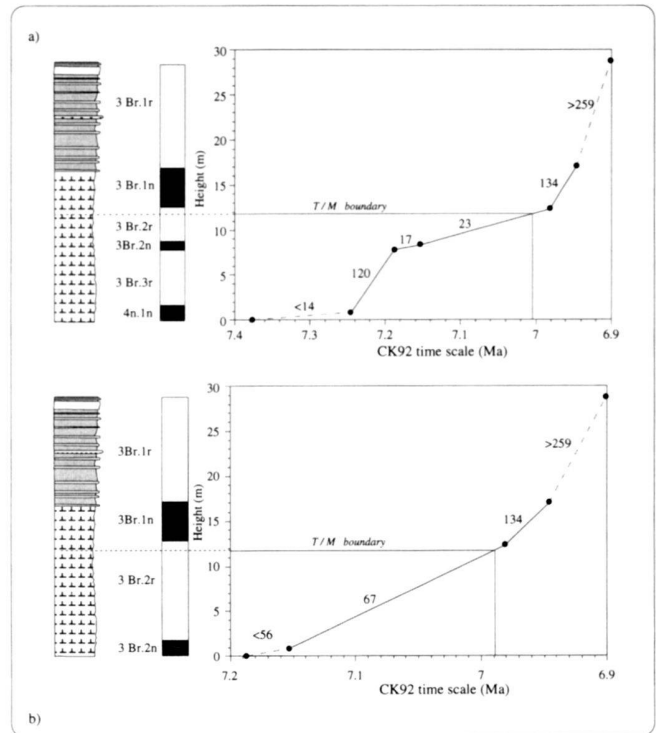 a)
30
25
20
15
10
5
0
Height (m)
3 Br.1r
3 Br.1n
3 Br.2r
3Br.2n
3 Br.3r
4n.1n
T/M boundary
<14
120
17
23
134
>259
7.4
7.3
7.2
7.1
7
6.9
CK92 time scale (Ma)
30
25
20
15
10
5
0
Height (m)
3Br.1r
3Br.1n
3 Br.2r
3 Br.2n
T/M boundary
<56
67
134
>259
7.2
7.1
7
6.9
CK92 time scale (Ma)
b)